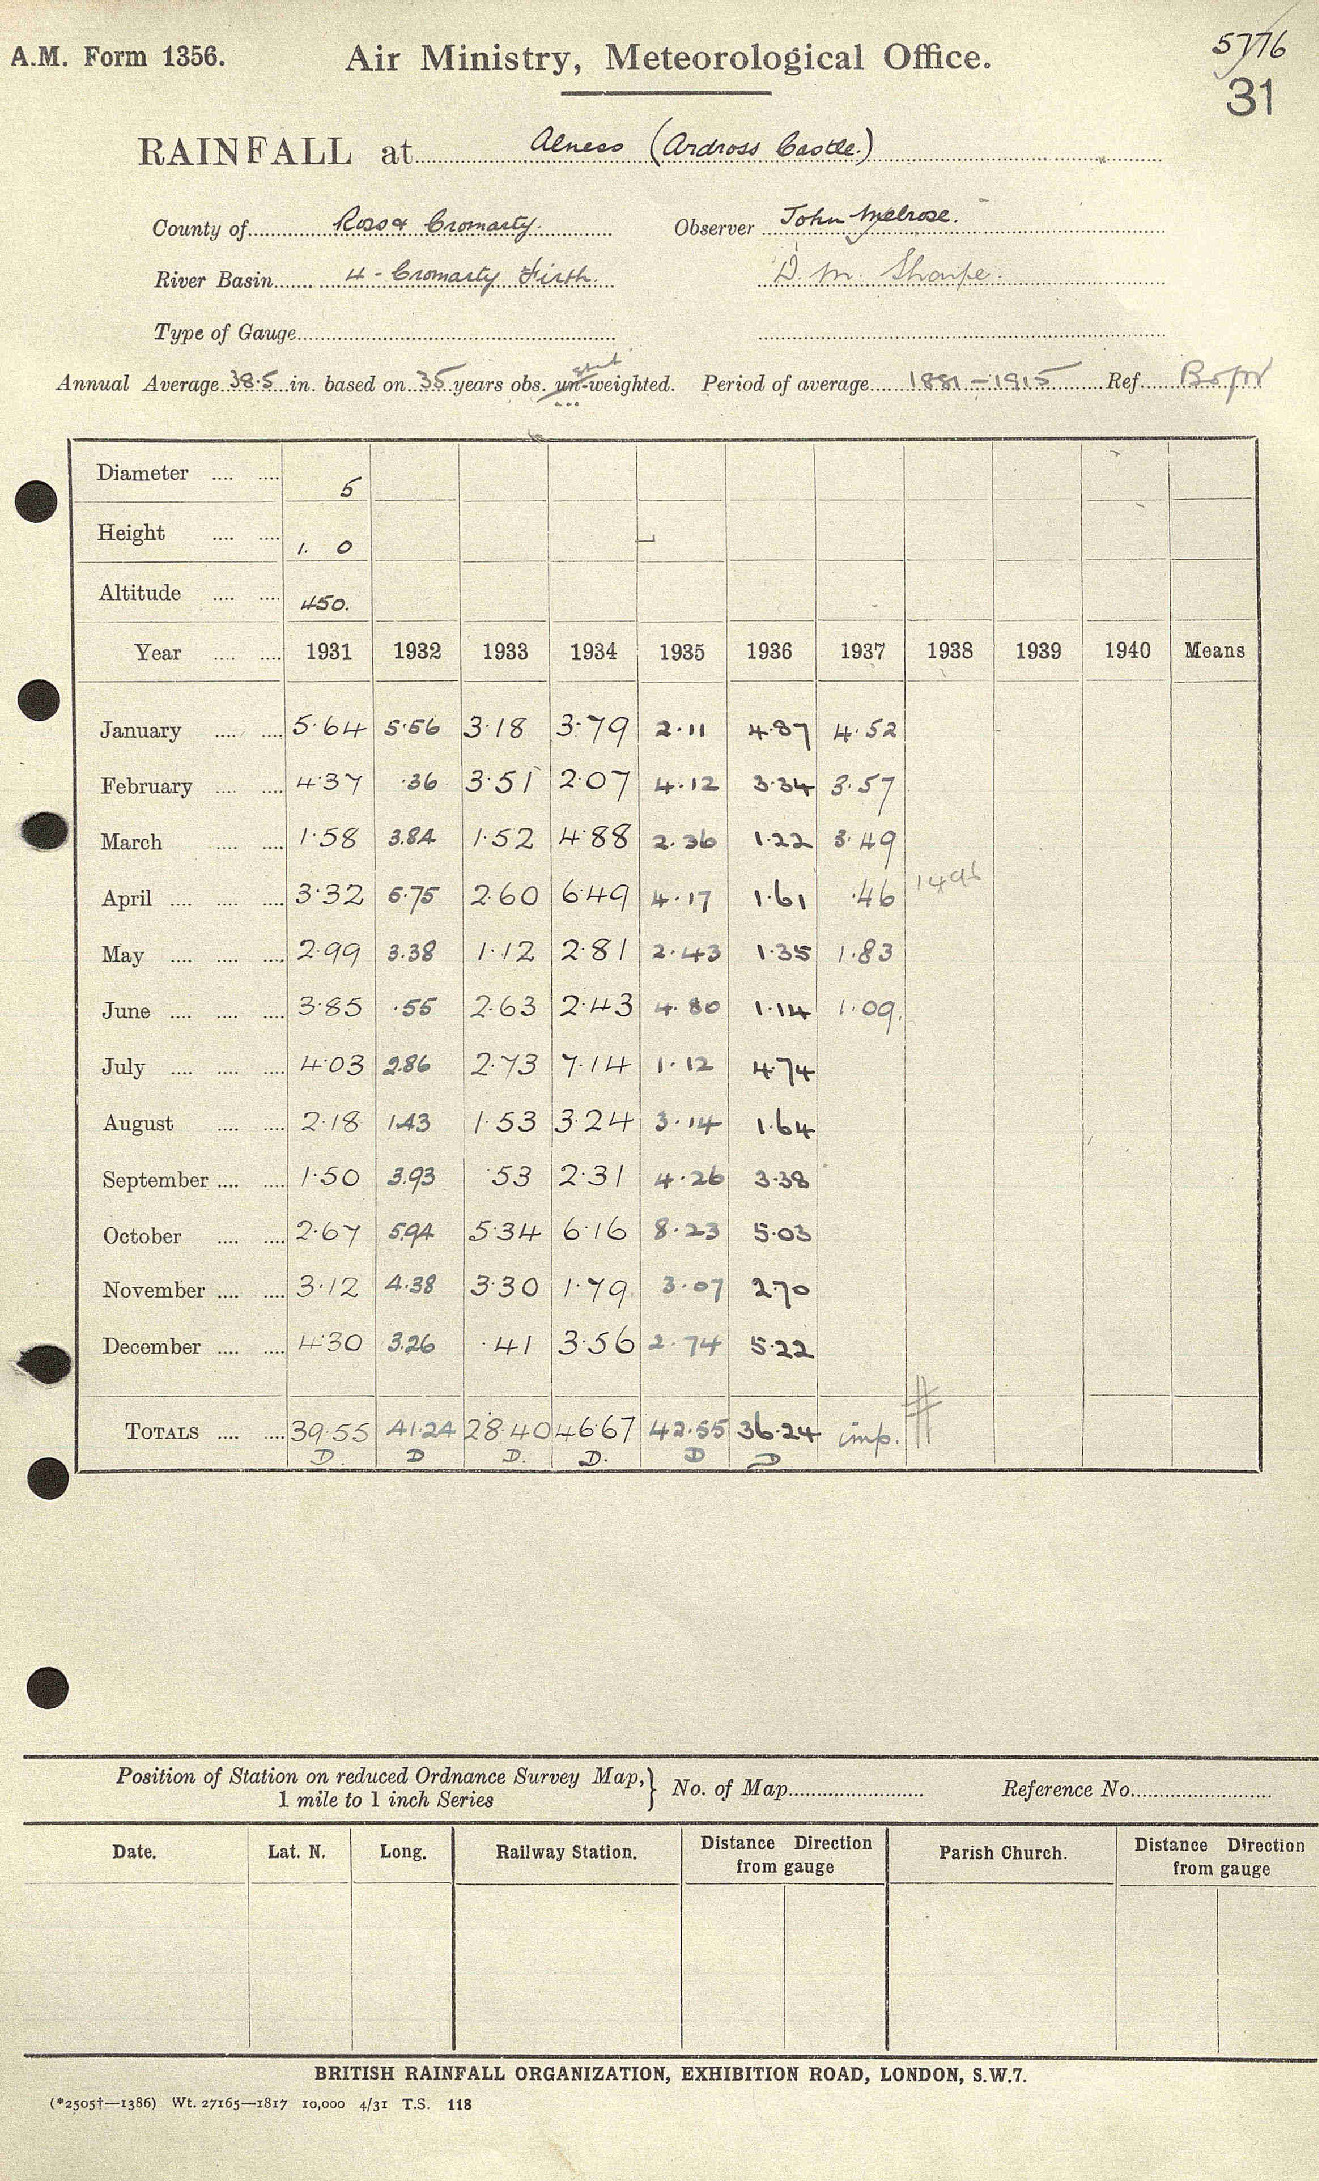 5776
A.M. Form 1356. Air Ministry, Meteorological Office.
31
RAINFALL at Alness (Ardross Castle.)
County of Ross & Cromarty. Observer John Melrose.
River Basin 4 - Cromarty Firth. D. M. Sharpe.
Type of Gauge
Annual Average 38.5 in. based on 35 years obs. un-weighted. Period of average 1881-1915 Ref.
Diameter 5
Height 1. 0
Altitude 450.
Year 1931 1932 1933 1934 1935 1936 1937 1938 1939 1940 Means
January 5.64 5.56 3.18 3.79 2.11 4.87 4.52
February 4.37 .36 3.51 2.07 4.12 3.34 3.57
March 1.58 3.84 1.52 4.88 2.36 1.22 3.49
April 3.32 5.75 2.60 6.49 4.17 1.61 .46 1496
May 2.99 3.38 1.12 2.81 2.43 1.35 1.83
June 3.85 .55 2.63 2.43 4.80 1.14 1.09.
July 4.03 2.86 2.73 7.14 1.12 4.74
August 2.18 1.43 1.53 3.24 3.14 1.64
September 1.50 3.93 .53 2.31 4.26 3.38
October 2.67 5.94 5.34 6.16 8.23 5.03
November 3.12 4.38 3.30 1.79 3.07 2.70
December 4.30 3.26 .41 3.56 2.74 5.22
TOTALS 39.55 41.24 28.40 46.67 42.55 36.24 imp. #
D. D D. D. D D
Position of Station on reduced Ordnance Survey Map, } No. of Map Reference No.
1 mile to 1 inch Series
Date. Lat. N. Long. Railway Station. Distance Direction Parish Church. Distance Direction
from gauge from gauge
BRITISH RAINFALL ORGANIZATION, EXHIBITION ROAD, LONDON, S.W.7.
(*2505†—1386) Wt. 27165—1817 10,000 4/31 T.S. 118